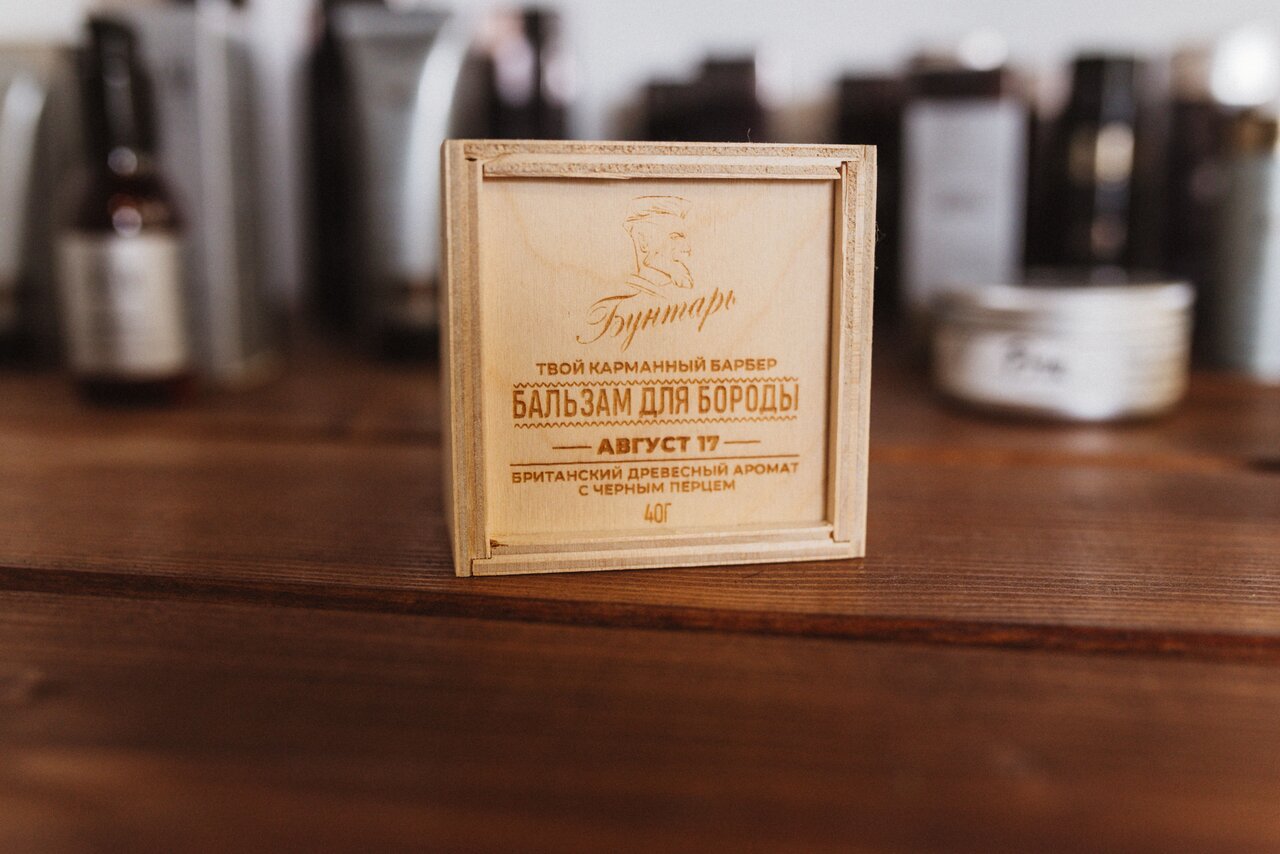 Бунтарь
ТВОЙ КАРМАННЫЙ БАРБЕР
БАЛЬЗАМ ДЛЯ БОРОДЫ
АВГУСТ 17
БРИТАНСКИЙ ДРЕВЕСНЫЙ АРОМАТ
С ЧЕРНЫМ ПЕРЦЕМ
40Г